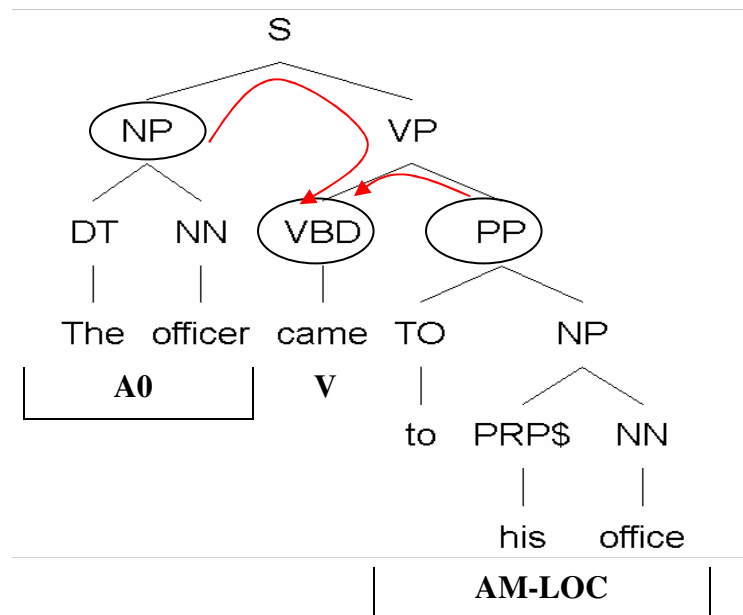 S
NP VP
DT NN VBD PP
The officer came TO NP
A0 V
to PRP$ NN
his office
AM-LOC